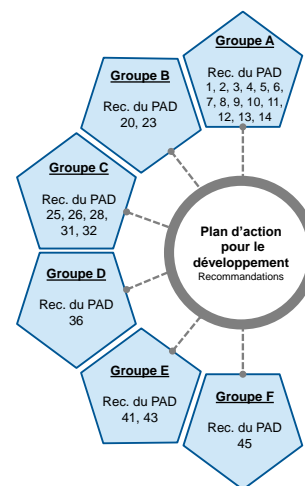 Groupe A
Rec. du PAD
1, 2, 3, 4, 5, 6,
7, 8, 9, 10, 11,
12, 13, 14
Groupe B
Rec. du PAD
20, 23
Groupe C
Rec. du PAD
25, 26, 28,
31, 32
Plan d'action
pour le
développement
Recommandations
Groupe D
Rec. du PAD
36
Groupe E
Rec. du PAD
41, 43
Groupe F
Rec. du PAD
45